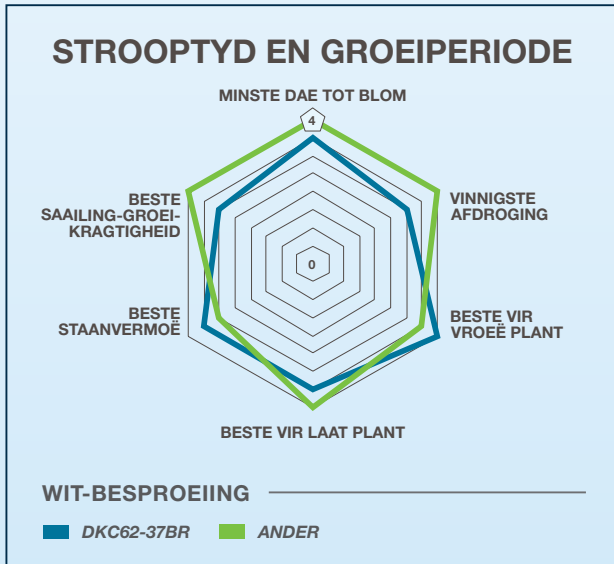 STROOPTYD EN GROEIPERIODE
MINSTE DAE TOT BLOM
4
BESTE
SAAILING-GROEI-
KRAGTIGHEID
VINNIGSTE
AFDROGING
0
BESTE
STAANVERMOË
BESTE VIR
VROEË PLANT
BESTE VIR LAAT PLANT
WIT-BESPROEIING
DKC62-37BR
ANDER